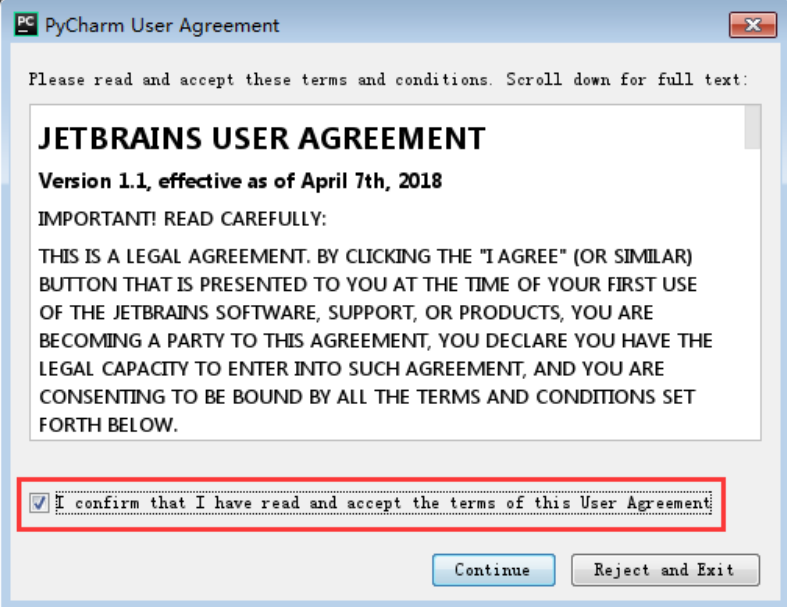 PC PyCharm User Agreement
Please read and accept these terms and conditions. Scroll down for full text:
JETBRAINS USER AGREEMENT
Version 1.1, effective as of April 7th, 2018
IMPORTANT! READ CAREFULLY:
THIS IS A LEGAL AGREEMENT. BY CLICKING THE "I AGREE" (OR SIMILAR)
BUTTON THAT IS PRESENTED TO YOU AT THE TIME OF YOUR FIRST USE
OF THE JETBRAINS SOFTWARE, SUPPORT, OR PRODUCTS, YOU ARE
BECOMING A PARTY TO THIS AGREEMENT, YOU DECLARE YOU HAVE THE
LEGAL CAPACITY TO ENTER INTO SUCH AGREEMENT, AND YOU ARE
CONSENTING TO BE BOUND BY ALL THE TERMS AND CONDITIONS SET
FORTH BELOW.
I confirm that I have read and accept the terms of this User Agreement
Continue Reject and Exit